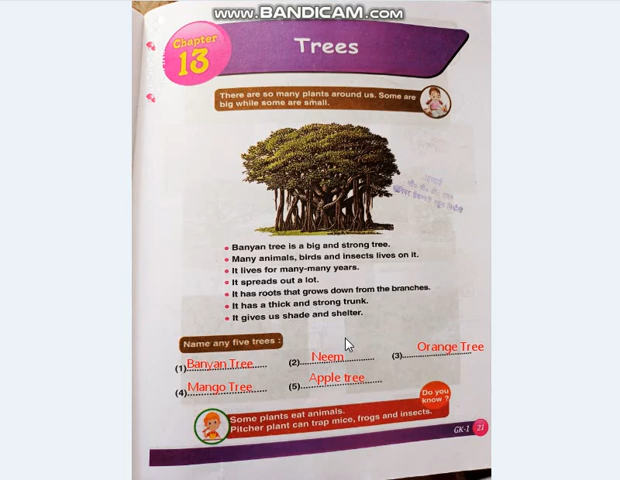 www.BANDICAM.com
Chapter
13
Trees
There are so many plants around us. Some are
big while some are small.
Banyan tree is a big and strong tree.
Many animals, birds and insects lives on it.
It lives for many-many years.
It spreads out a lot.
It has roots that grows down from the branches.
It has a thick and strong trunk.
It gives us shade and shelter.
Name any five trees :
(1) Banyan Tree (2) Neem (3) Orange Tree
(4) Mango Tree (5) Apple tree
Do you
know ?
Some plants eat animals.
Pitcher plant can trap mice, frogs and insects.
GK-1 21